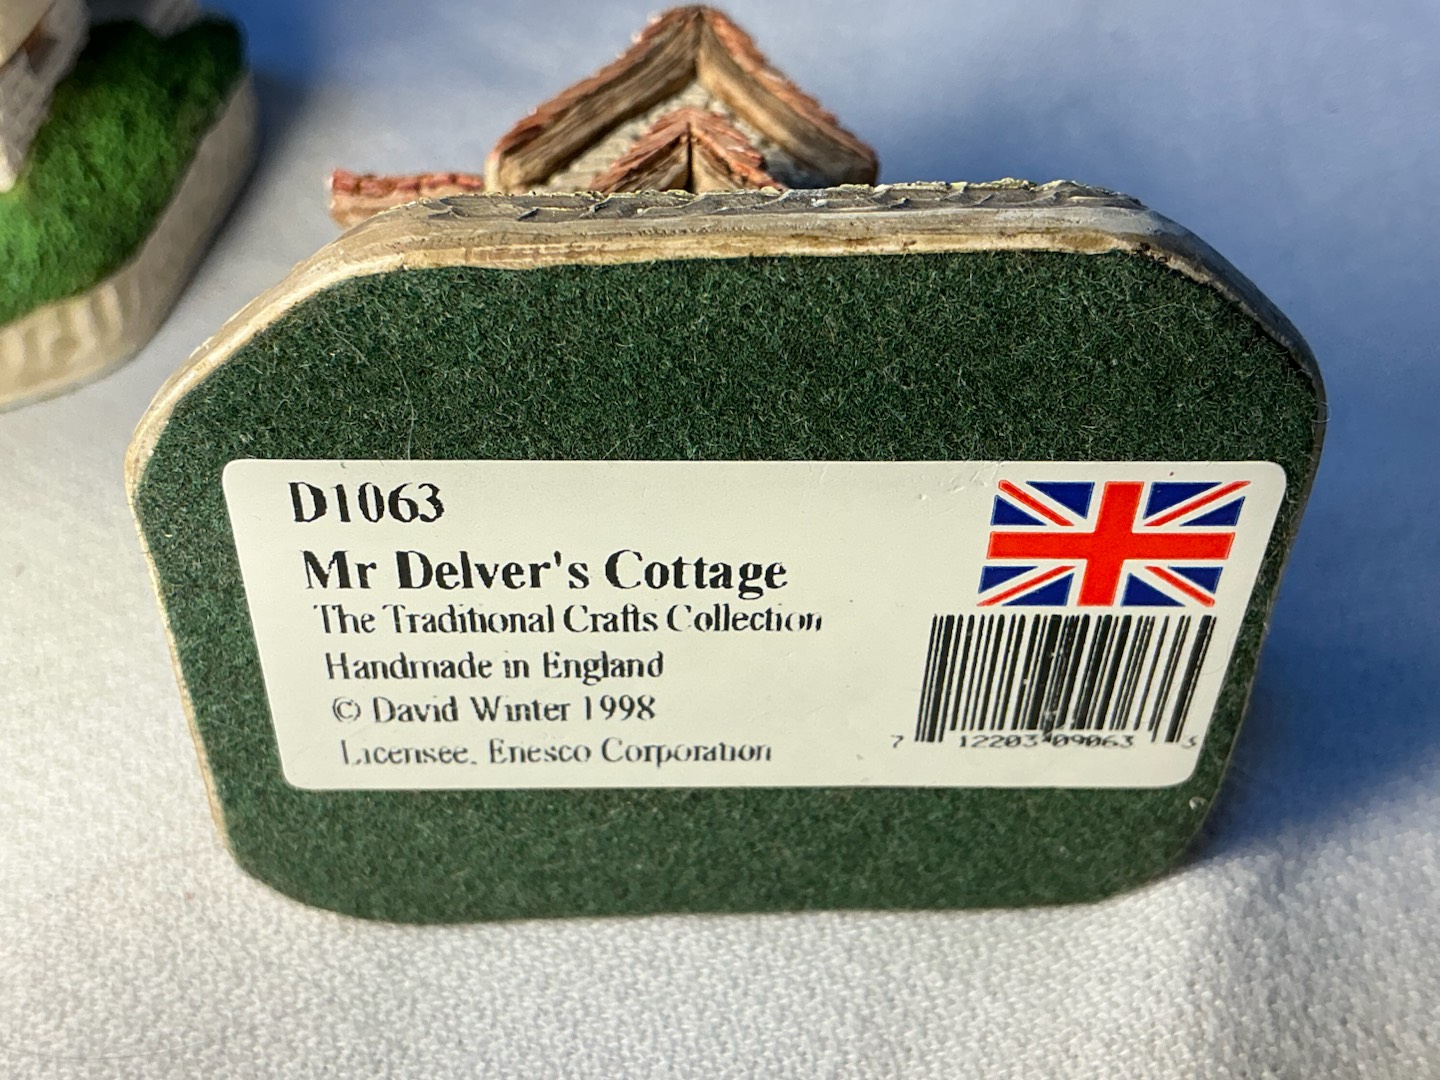 D1063
Mr Delver's Cottage
The Traditional Crafts Collection
Handmade in England
© David Winter 1998
Licensee. Enesco Corporation
7 12203 09063 3